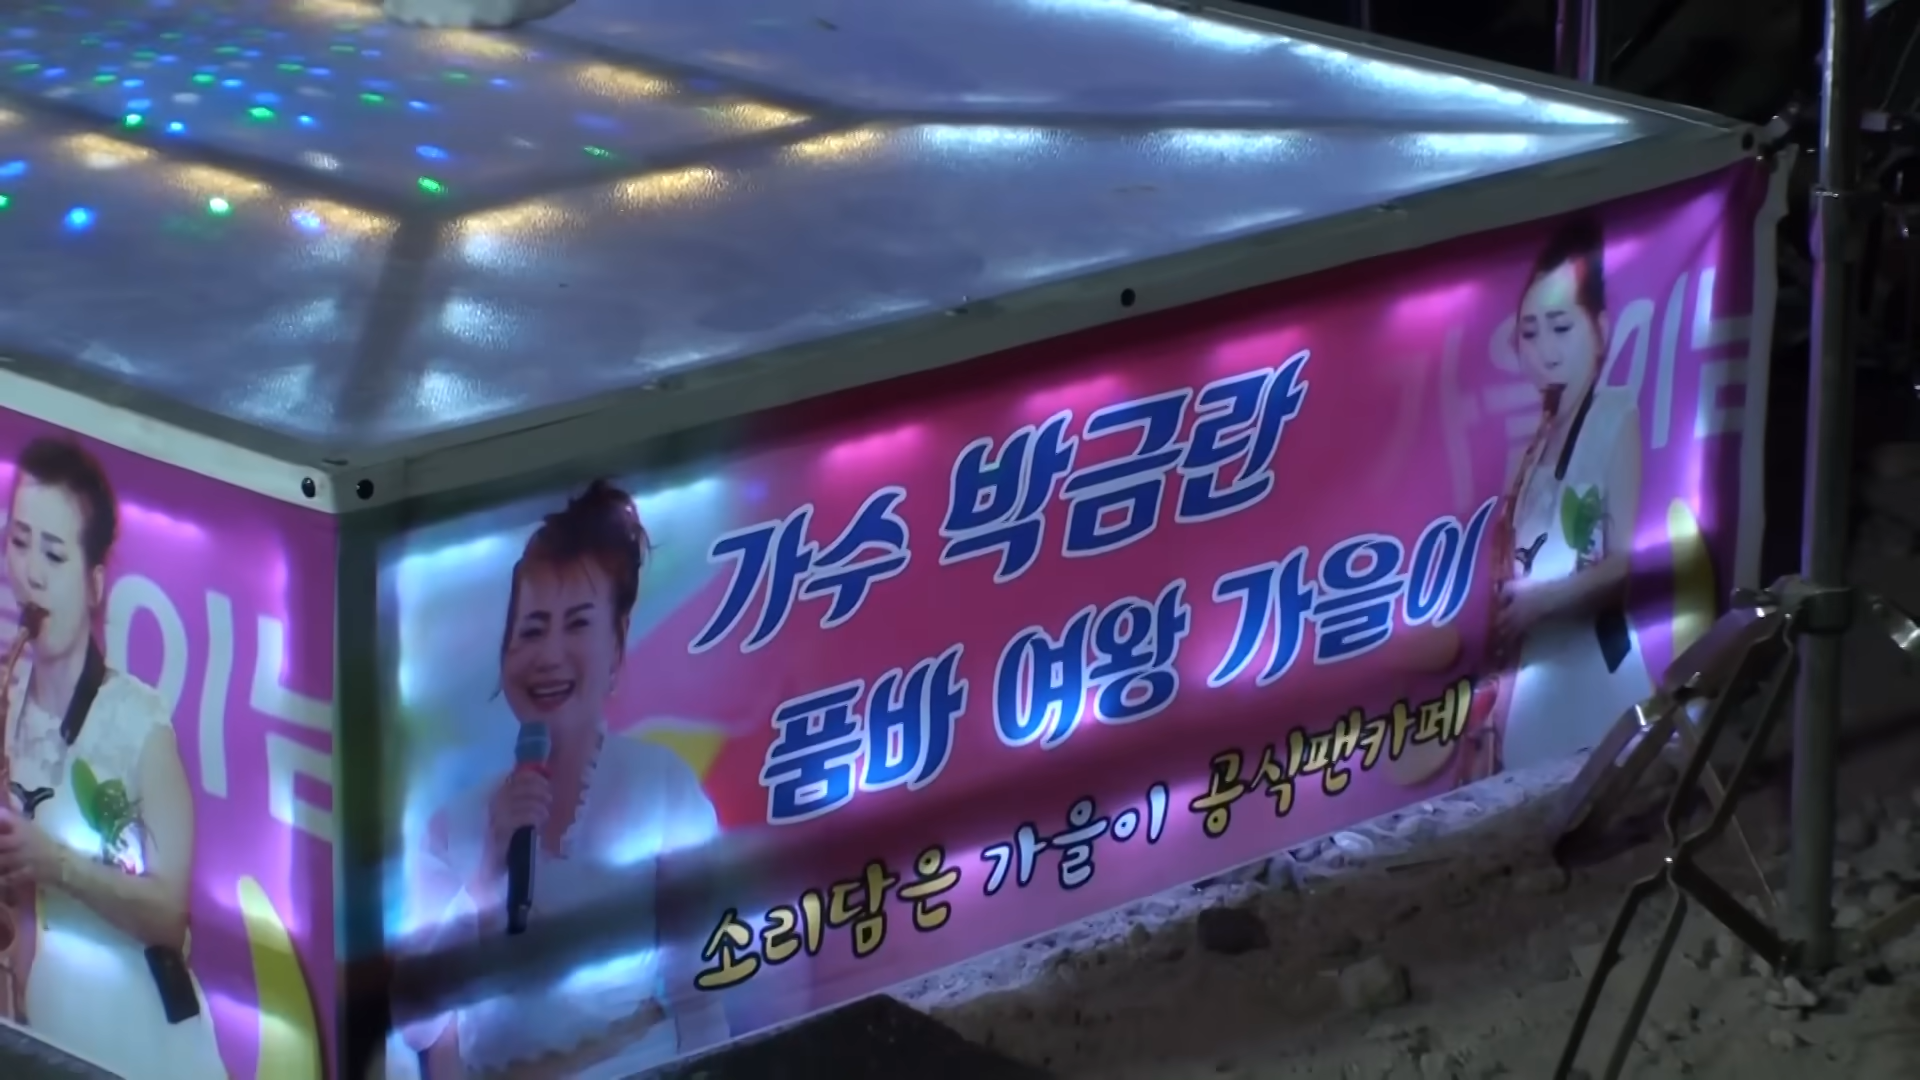 가수 박금란
품바 여왕 가을이
소리담은 가을이 공식팬카페